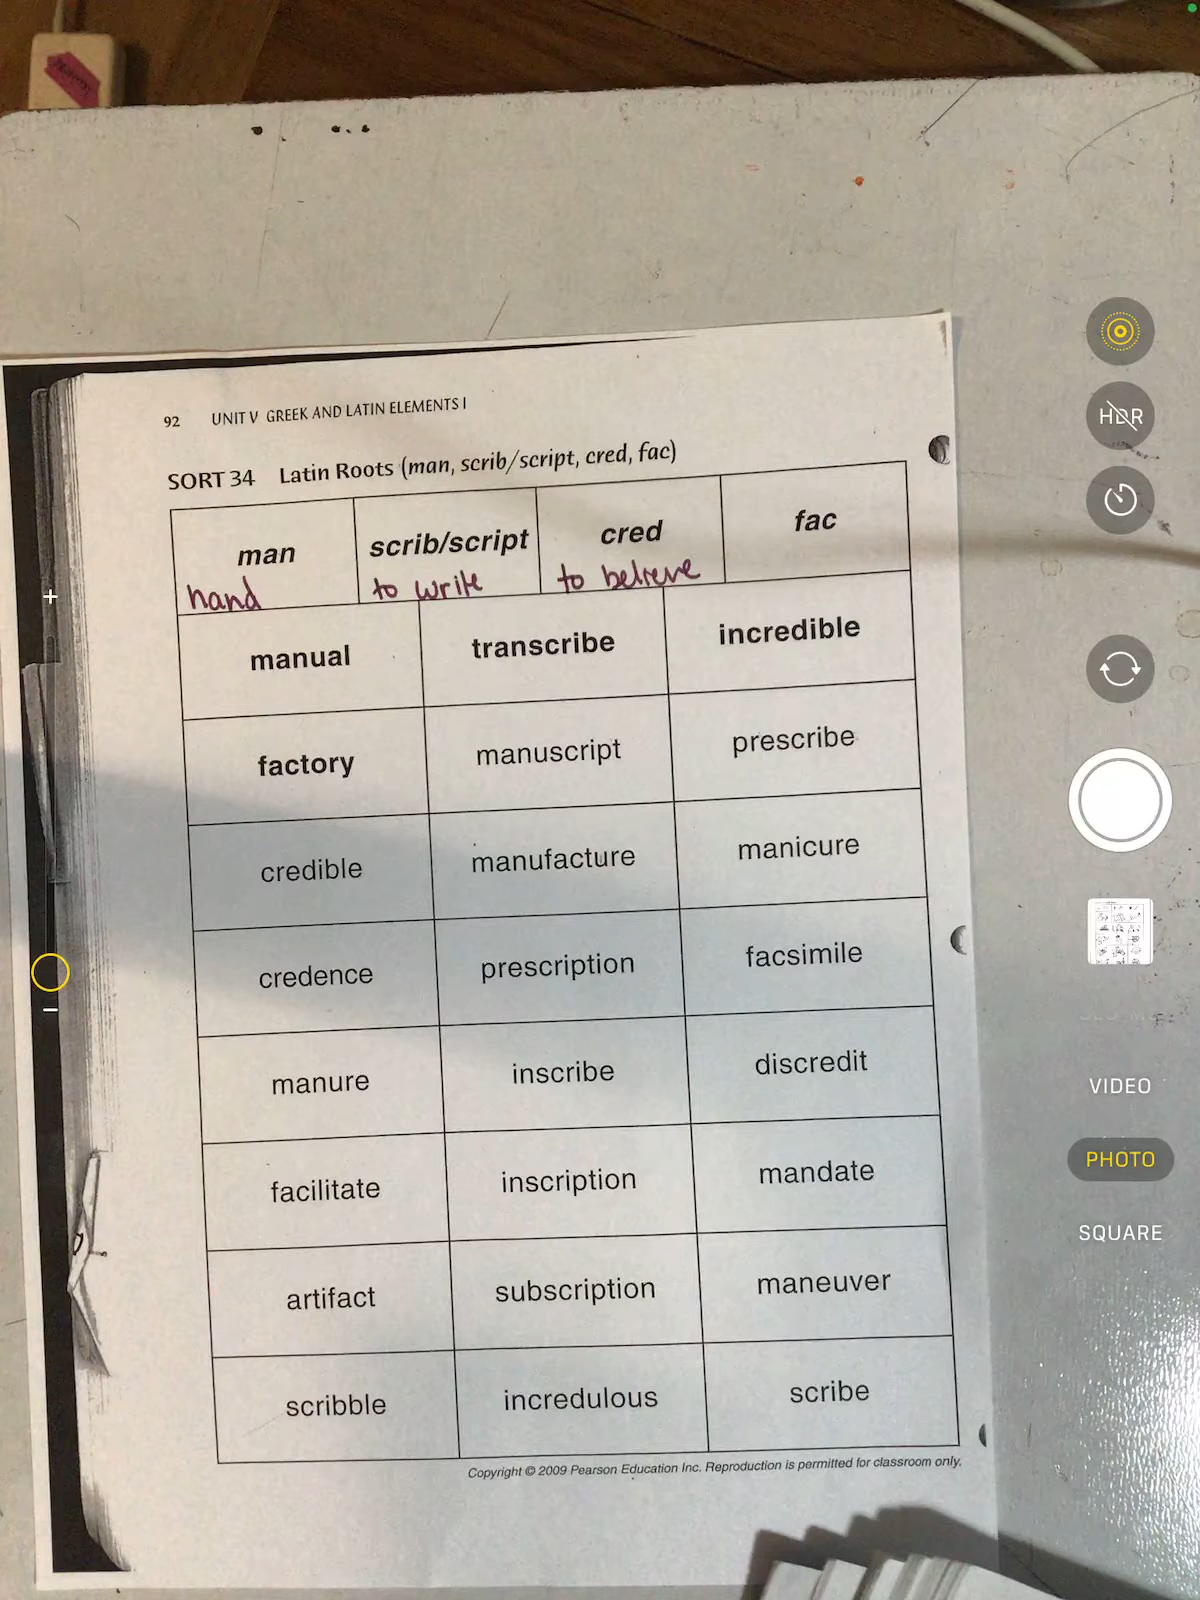 92 UNIT V GREEK AND LATIN ELEMENTS I
SORT 34 Latin Roots (man, scrib/script, cred, fac)
man scrib/script cred fac
hand to write to believe
manual transcribe incredible
factory manuscript prescribe
credible manufacture manicure
credence prescription facsimile
manure inscribe discredit
facilitate inscription mandate
artifact subscription maneuver
scribble incredulous scribe
Copyright © 2009 Pearson Education Inc. Reproduction is permitted for classroom only.
HDR
VIDEO
PHOTO
SQUARE